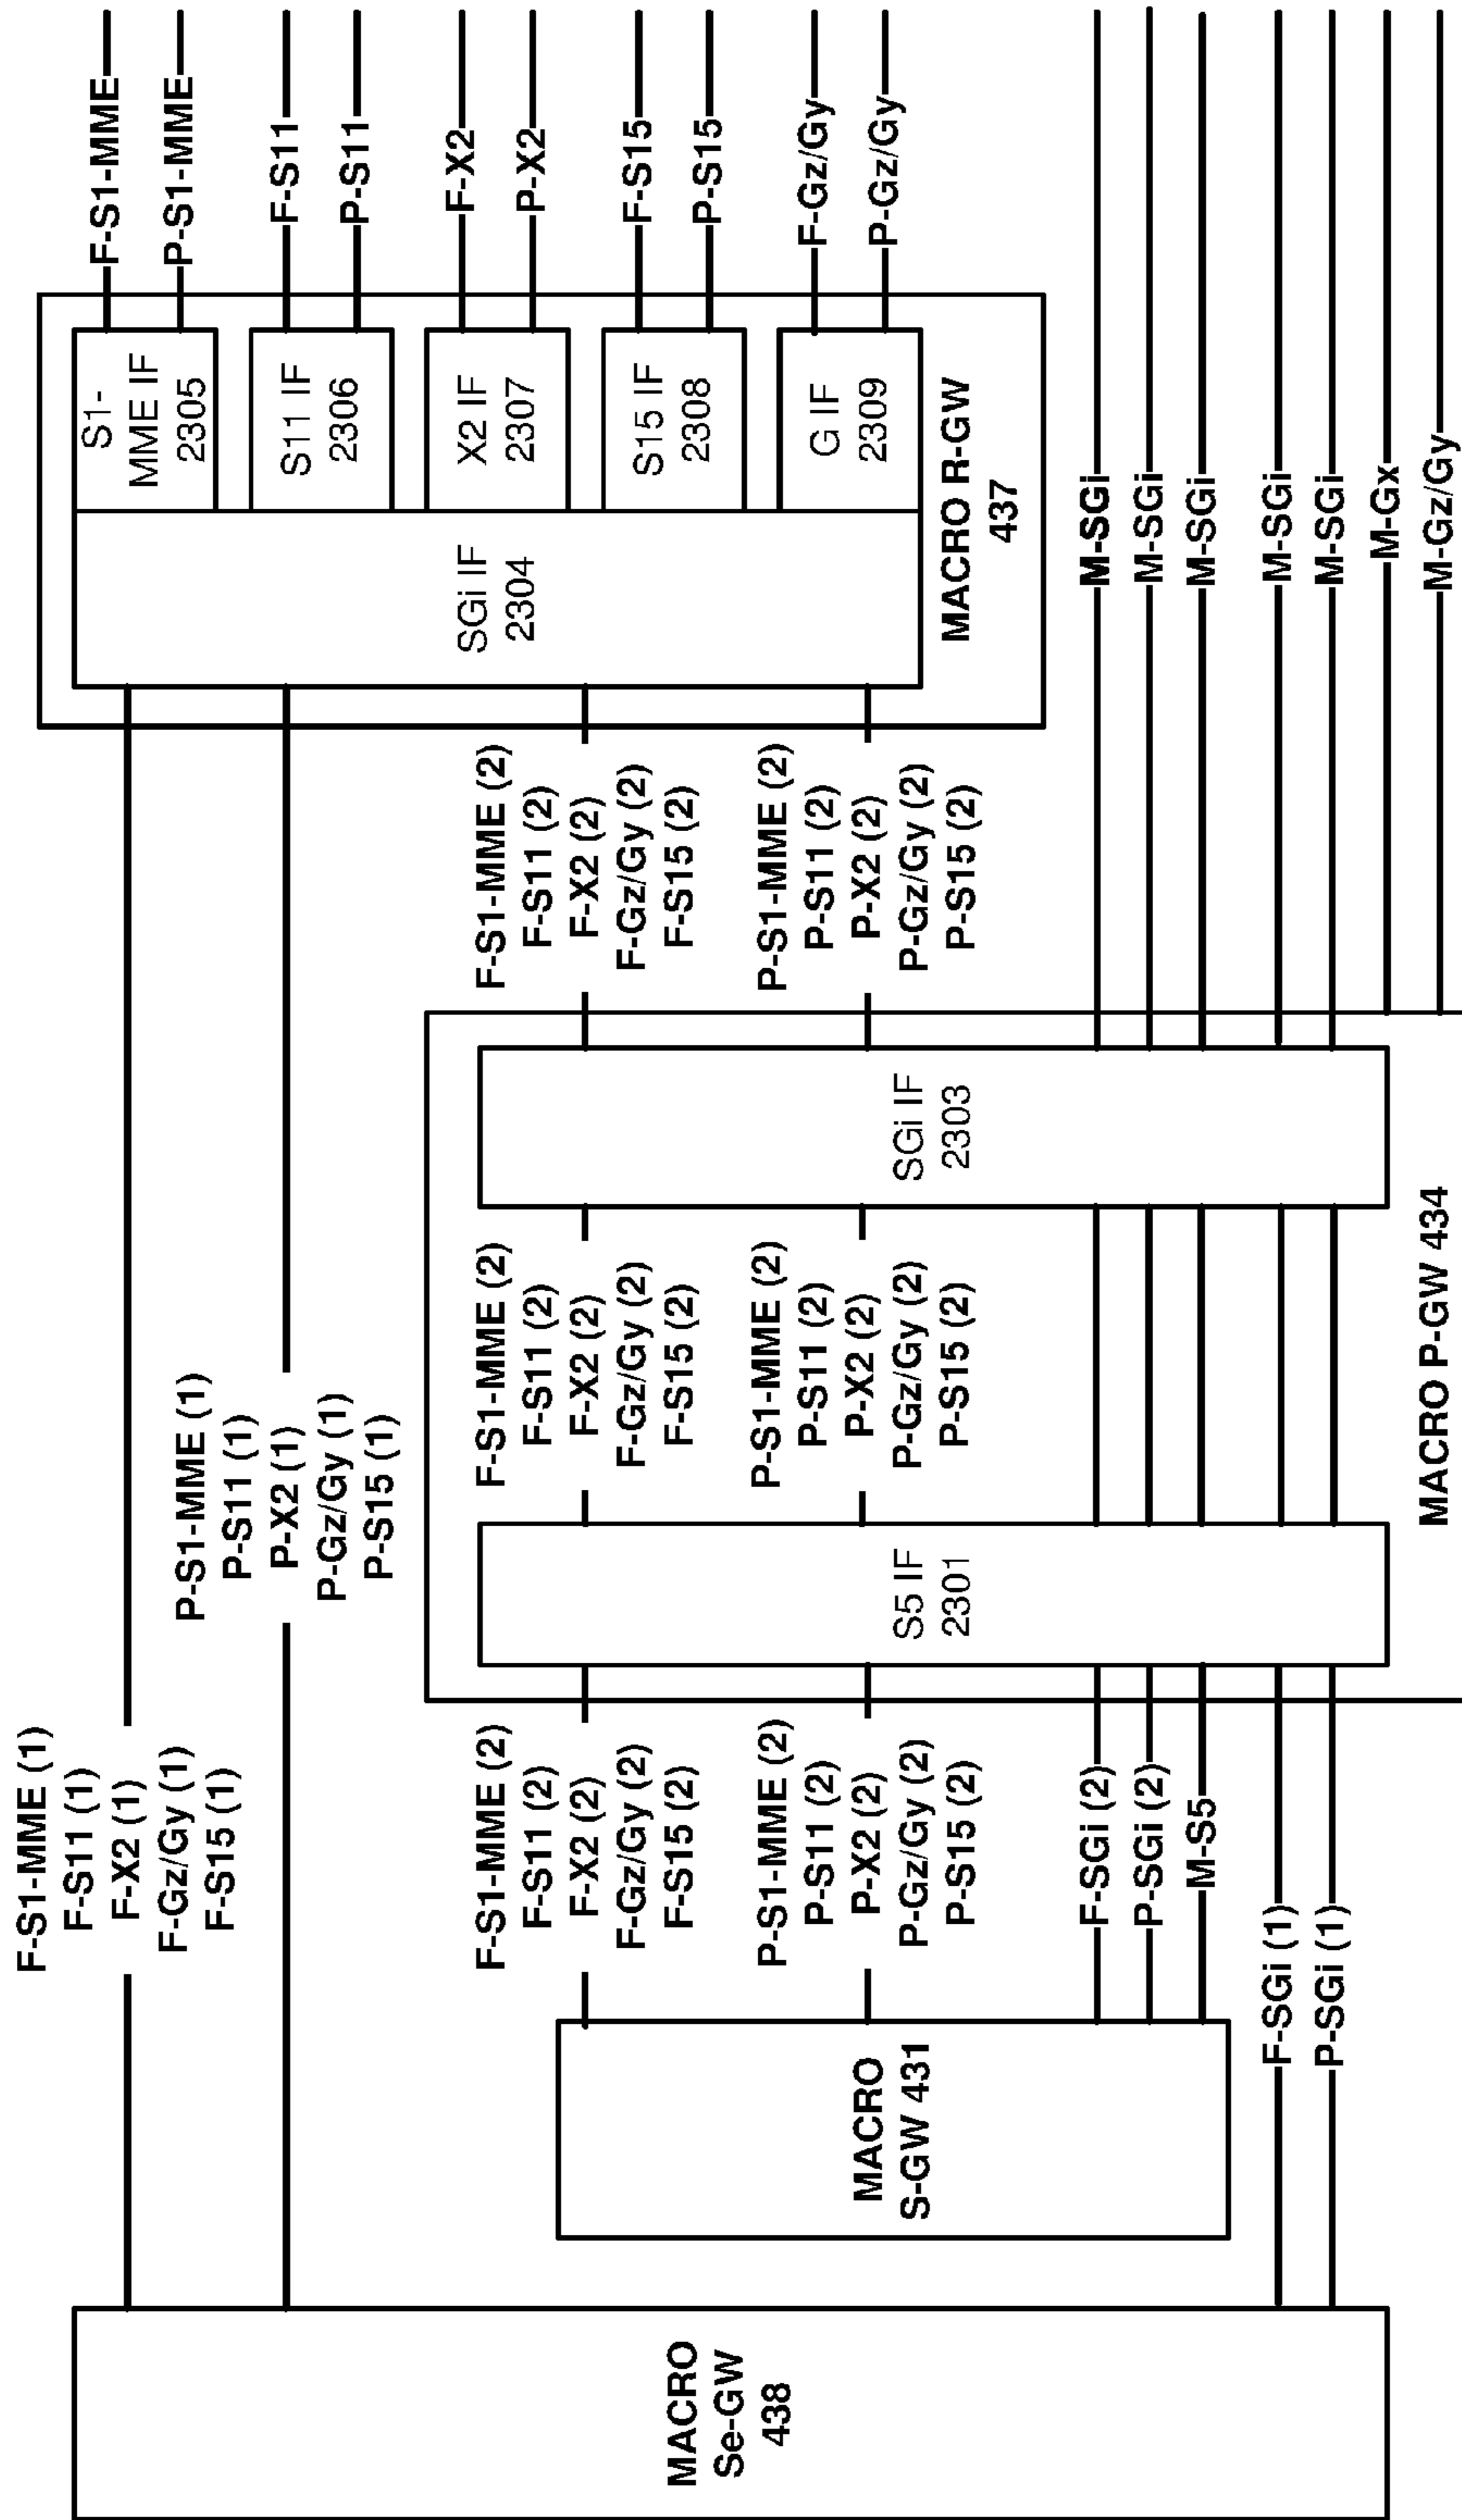 F-S1-MME (1)
F-S11 (1)
F-X2 (1)
F-Gz/Gy (1)
F-S15 (1)
P-S1-MME (1)
P-S11 (1)
P-X2 (1)
P-Gz/Gy (1)
P-S15 (1)
MACRO
Se-GW
438
MACRO
S-GW 431
F-S1-MME (2)
F-S11 (2)
F-X2 (2)
F-Gz/Gy (2)
F-S15 (2)
P-S1-MME (2)
P-S11 (2)
P-X2 (2)
P-Gz/Gy (2)
P-S15 (2)
F-SGi (2)
P-SGi (2)
M-S5
F-SGi (1)
P-SGi (1)
S5 IF
2301
F-S1-MME (2)
F-S11 (2)
F-X2 (2)
F-Gz/Gy (2)
F-S15 (2)
P-S1-MME (2)
P-S11 (2)
P-X2 (2)
P-Gz/Gy (2)
P-S15 (2)
SGi IF
2303
MACRO P-GW 434
F-S1-MME (2)
F-S11 (2)
F-X2 (2)
F-Gz/Gy (2)
F-S15 (2)
P-S1-MME (2)
P-S11 (2)
P-X2 (2)
P-Gz/Gy (2)
P-S15 (2)
SGi IF
2304
S1-
MME IF
2305
S11 IF
2306
X2 IF
2307
S15 IF
2308
G IF
2309
MACRO R-GW
437
F-S1-MME
P-S1-MME
F-S11
P-S11
F-X2
P-X2
F-S15
P-S15
F-Gz/Gy
P-Gz/Gy
M-SGi
M-SGi
M-SGi
M-SGi
M-SGi
M-Gx
M-Gz/Gy